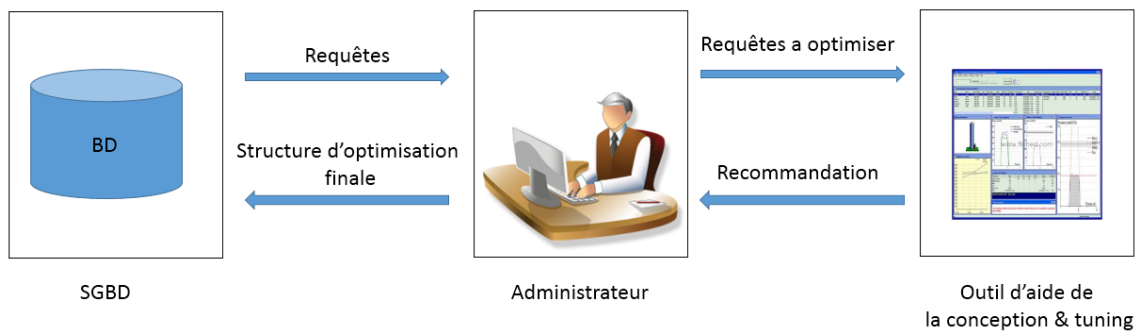 Requêtes
Requêtes a optimiser
BD
Structure d'optimisation
finale
Recommandation
SGBD
Administrateur
Outil d'aide de
la conception & tuning